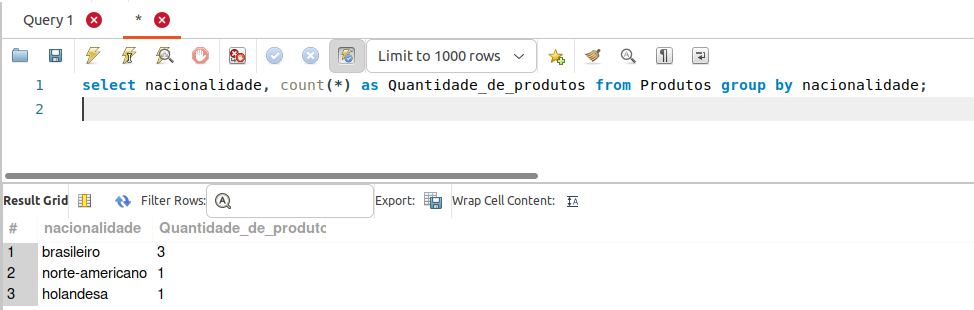 Query 1 *
Limit to 1000 rows
1 select nacionalidade, count(*) as Quantidade_de_produtos from Produtos group by nacionalidade;
2
Result Grid Filter Rows: Export: Wrap Cell Content:
# nacionalidade Quantidade_de_produto
1 brasileiro 3
2 norte-americano 1
3 holandesa 1